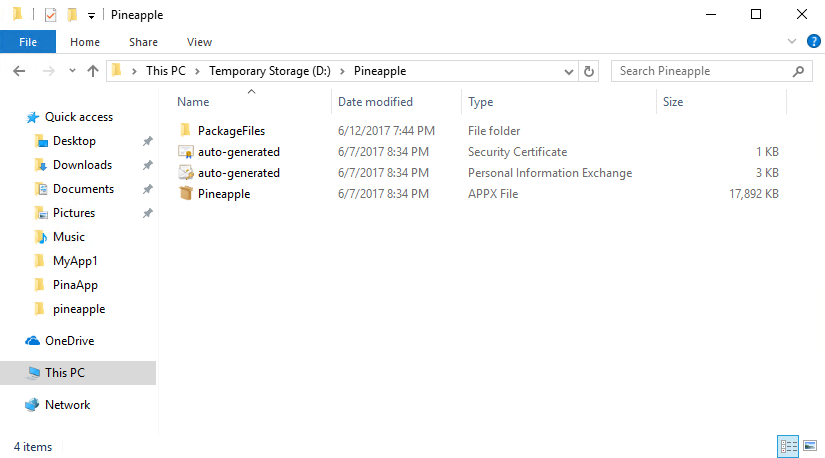 Pineapple
File Home Share View
This PC Temporary Storage (D:) Pineapple Search Pineapple
Name Date modified Type Size
Quick access
Desktop
Downloads
Documents
Pictures
Music
MyApp1
PinaApp
pineapple
OneDrive
This PC
Network
PackageFiles 6/12/2017 7:44 PM File folder
auto-generated 6/7/2017 8:34 PM Security Certificate 1 KB
auto-generated 6/7/2017 8:34 PM Personal Information Exchange 3 KB
Pineapple 6/7/2017 8:34 PM APPX File 17,892 KB
4 items